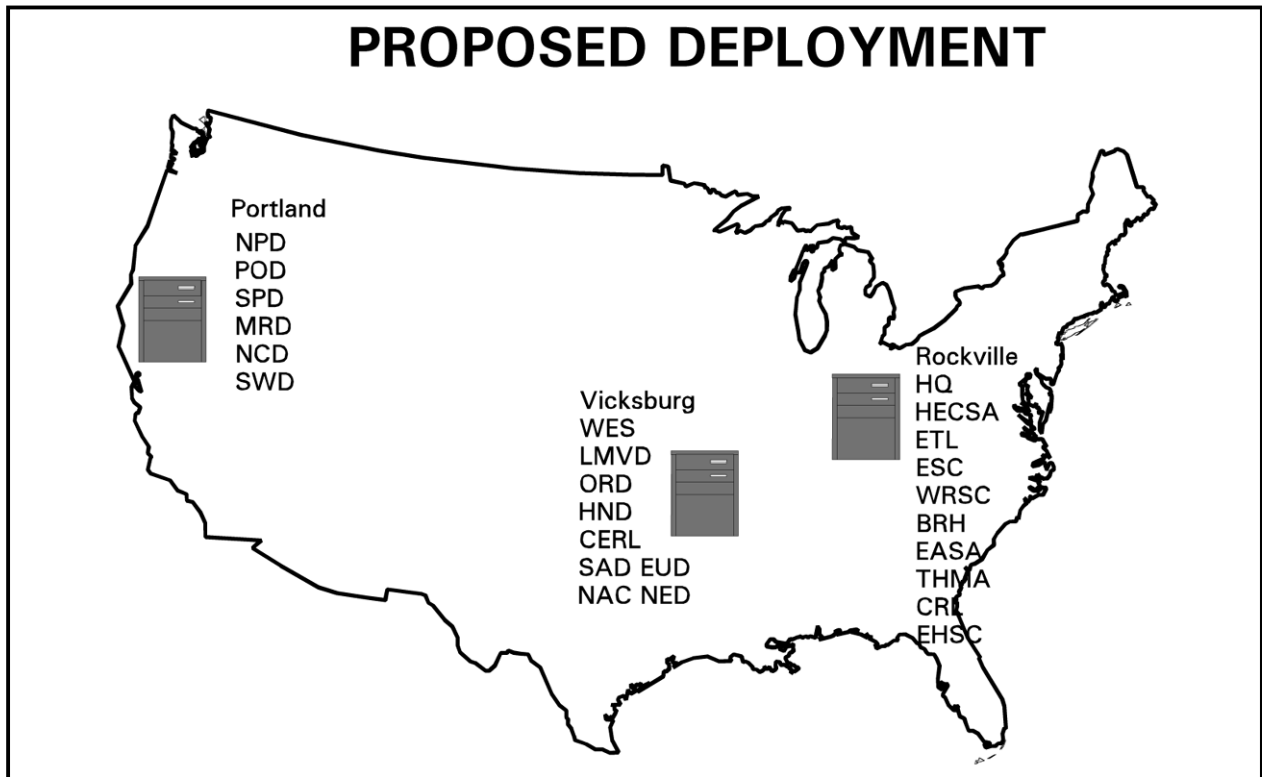 PROPOSED DEPLOYMENT
Portland
NPD
POD
SPD
MRD
NCD
SWD
Vicksburg
WES
LMVD
ORD
HND
CERL
SAD EUD
NAC NED
Rockville
HQ
HECSA
ETL
ESC
WRSC
BRH
EASA
THMA
CRL
EHSC